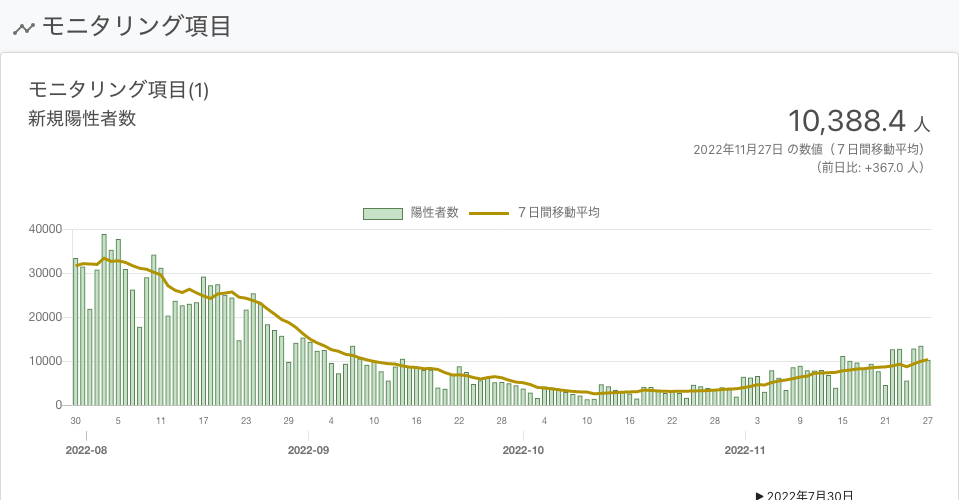 モニタリング項目
モニタリング項目(1)
新規陽性者数
10,388.4 人
2022年11月27日 の数値（７日間移動平均）
（前日比: +367.0 人）
陽性者数 ７日間移動平均
40000
30000
20000
10000
0
30 5 11 17 23 29 4 10 16 22 28 4 10 16 22 28 3 9 15 21 27
2022-08 2022-09 2022-10 2022-11
▶ 2022年7月30日